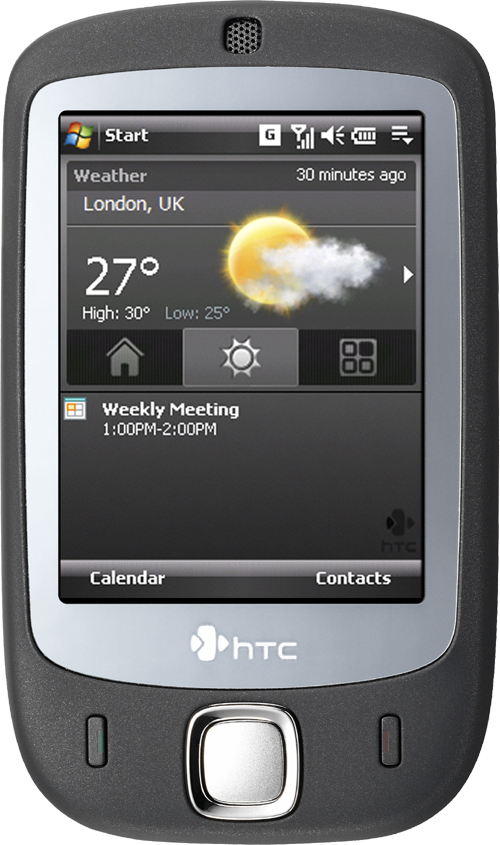 Start G
Weather 30 minutes ago
London, UK
27°
High: 30° Low: 25°
Weekly Meeting
1:00PM-2:00PM
hTC
Calendar Contacts
hTC